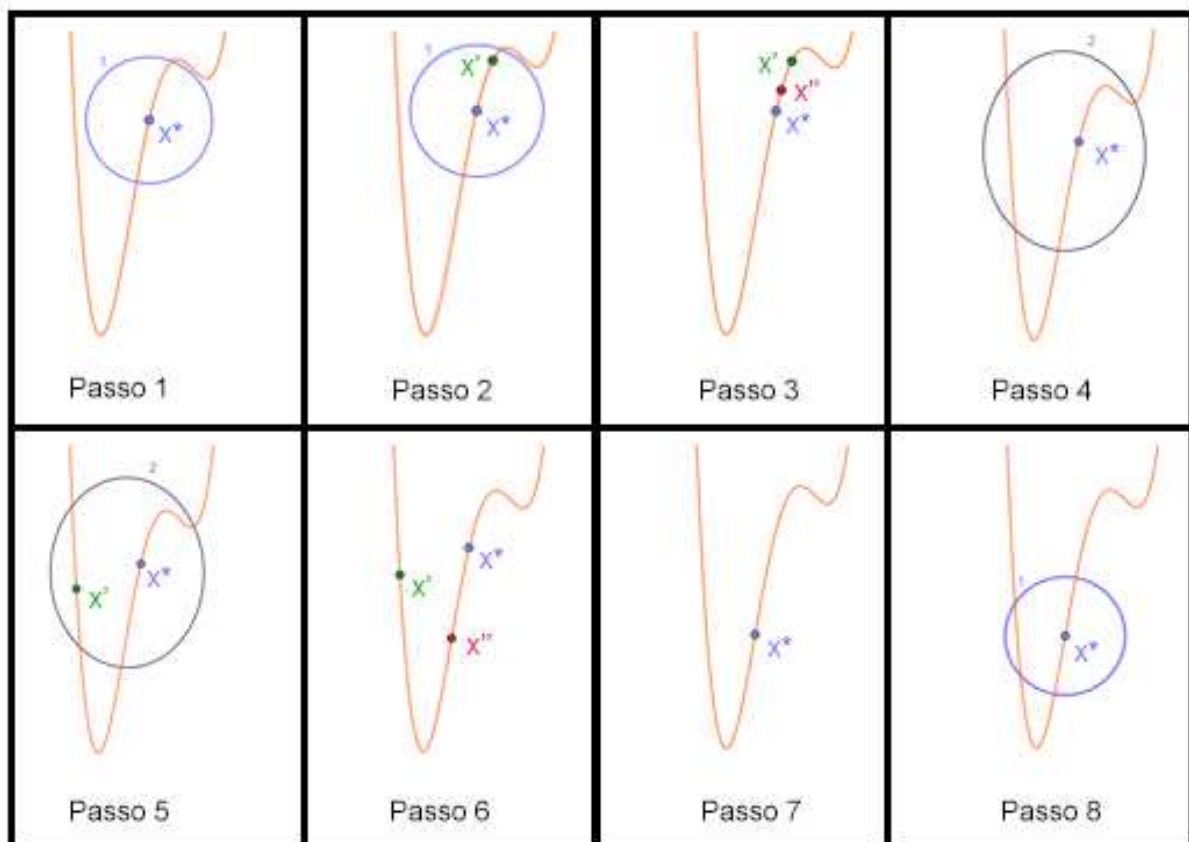 1
X*
Passo 1
1
X'
X*
Passo 2
X'
X"
X*
Passo 3
2
X*
Passo 4
2
X'
X*
Passo 5
X*
X'
X"
Passo 6
X*
Passo 7
1
X*
Passo 8